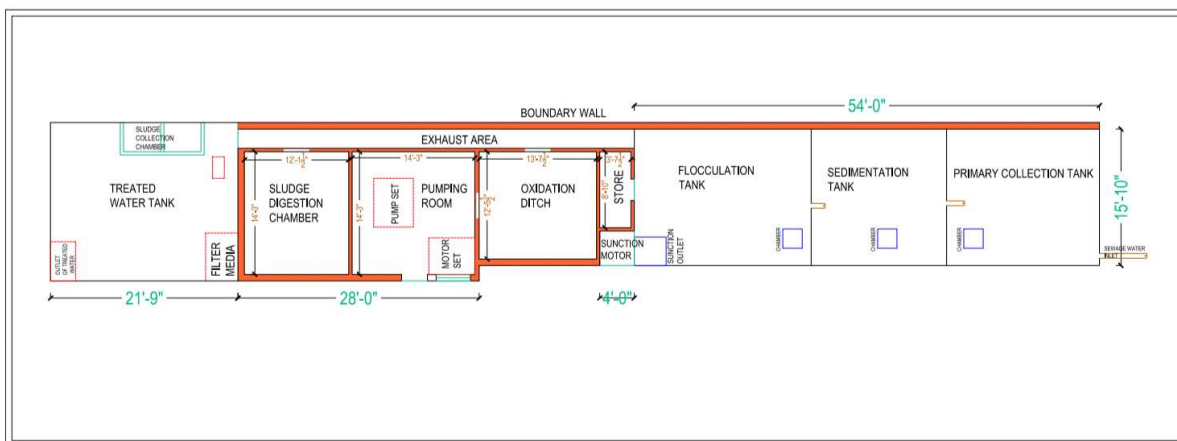 54'-0"
BOUNDARY WALL
EXHAUST AREA
SLUDGE
COLLECTION
CHAMBER
12'-1½"
14'-3"
13'-7½"
3'-7½"
TREATED
WATER TANK
SLUDGE
DIGESTION
CHAMBER
14'-3"
PUMP SET
PUMPING
ROOM
14'-3"
OXIDATION
DITCH
12'-5½"
STORE
8'-10"
FLOCCULATION
TANK
SEDIMENTATION
TANK
PRIMARY COLLECTION TANK
15'-10"
OUTLET
OF TREATED
WATER
FILTER
MEDIA
MOTOR
SET
SUNCTION
MOTOR
SUNCTION
OUTLET
CHAMBER
CHAMBER
CHAMBER
SEWAGE WATER
INLET
21'-9"
28'-0"
4'-0"